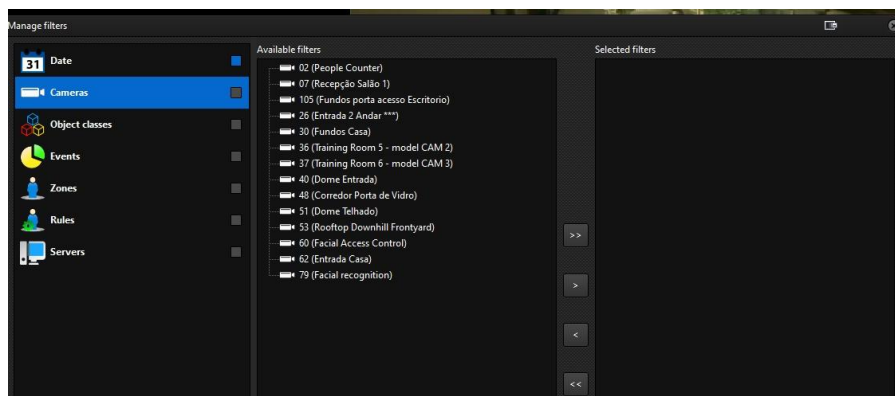 Manage filters
31 Date
Cameras
Object classes
Events
Zones
Rules
Servers
Available filters
02 (People Counter)
07 (Recepção Salão 1)
105 (Fundos porta acesso Escritorio)
26 (Entrada 2 Andar ***)
30 (Fundos Casa)
36 (Training Room 5 - model CAM 2)
37 (Training Room 6 - model CAM 3)
40 (Dome Entrada)
48 (Corredor Porta de Vidro)
51 (Dome Telhado)
53 (Rooftop Downhill Frontyard)
60 (Facial Access Control)
62 (Entrada Casa)
79 (Facial recognition)
>>
>
<
<<
Selected filters